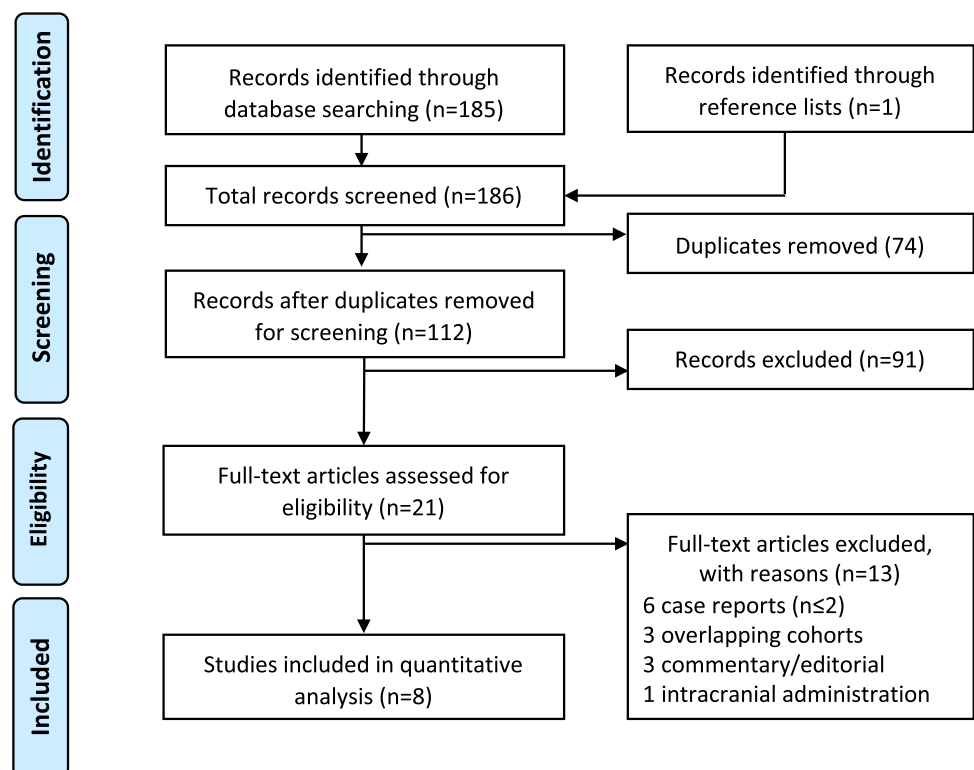 Identification
Records identified through
database searching (n=185)
Records identified through
reference lists (n=1)
Total records screened (n=186)
Screening
Duplicates removed (74)
Records after duplicates removed
for screening (n=112)
Records excluded (n=91)
Eligibility
Full-text articles assessed for
eligibility (n=21)
Full-text articles excluded,
with reasons (n=13)
6 case reports (n≤2)
3 overlapping cohorts
3 commentary/editorial
1 intracranial administration
Included
Studies included in quantitative
analysis (n=8)